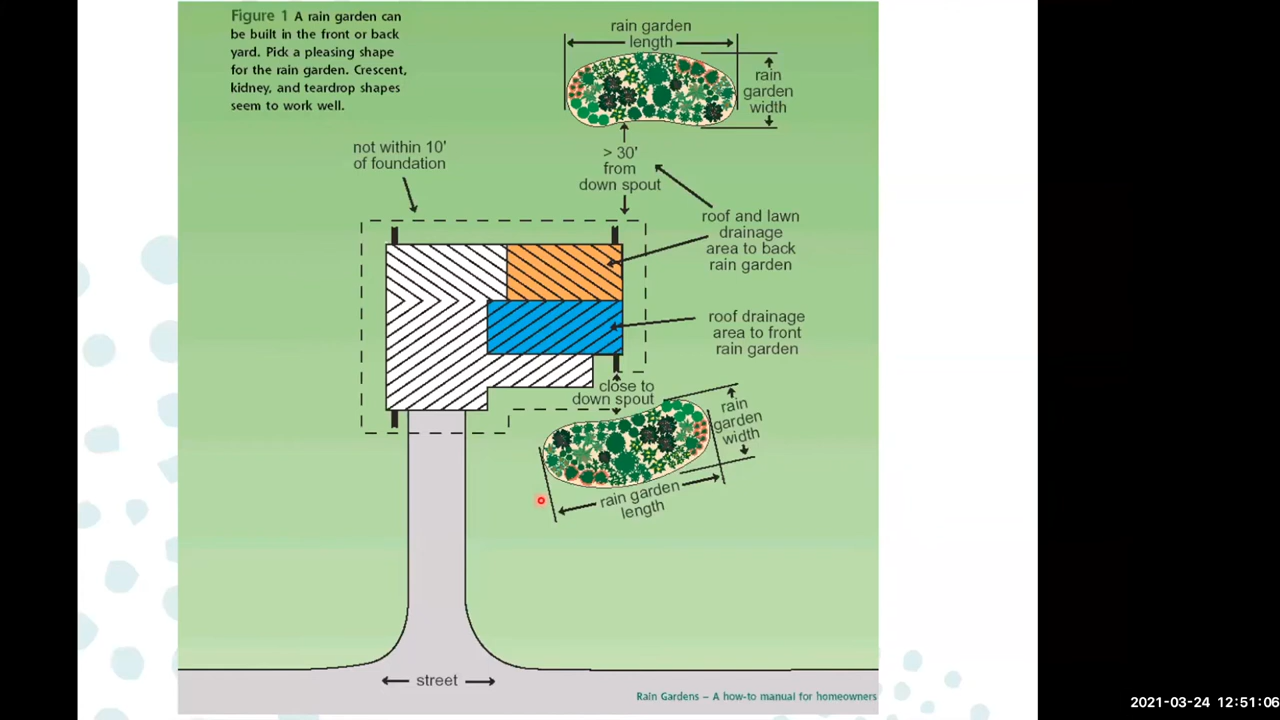 Figure 1 A rain garden can
be built in the front or back
yard. Pick a pleasing shape
for the rain garden. Crescent,
kidney, and teardrop shapes
seem to work well.
rain garden
length
rain
garden
width
not within 10'
of foundation
> 30'
from
down spout
roof and lawn
drainage
area to back
rain garden
roof drainage
area to front
rain garden
close to
down spout
rain
garden
width
rain garden
length
street
Rain Gardens – A how-to manual for homeowners
2021-03-24 12:51:06